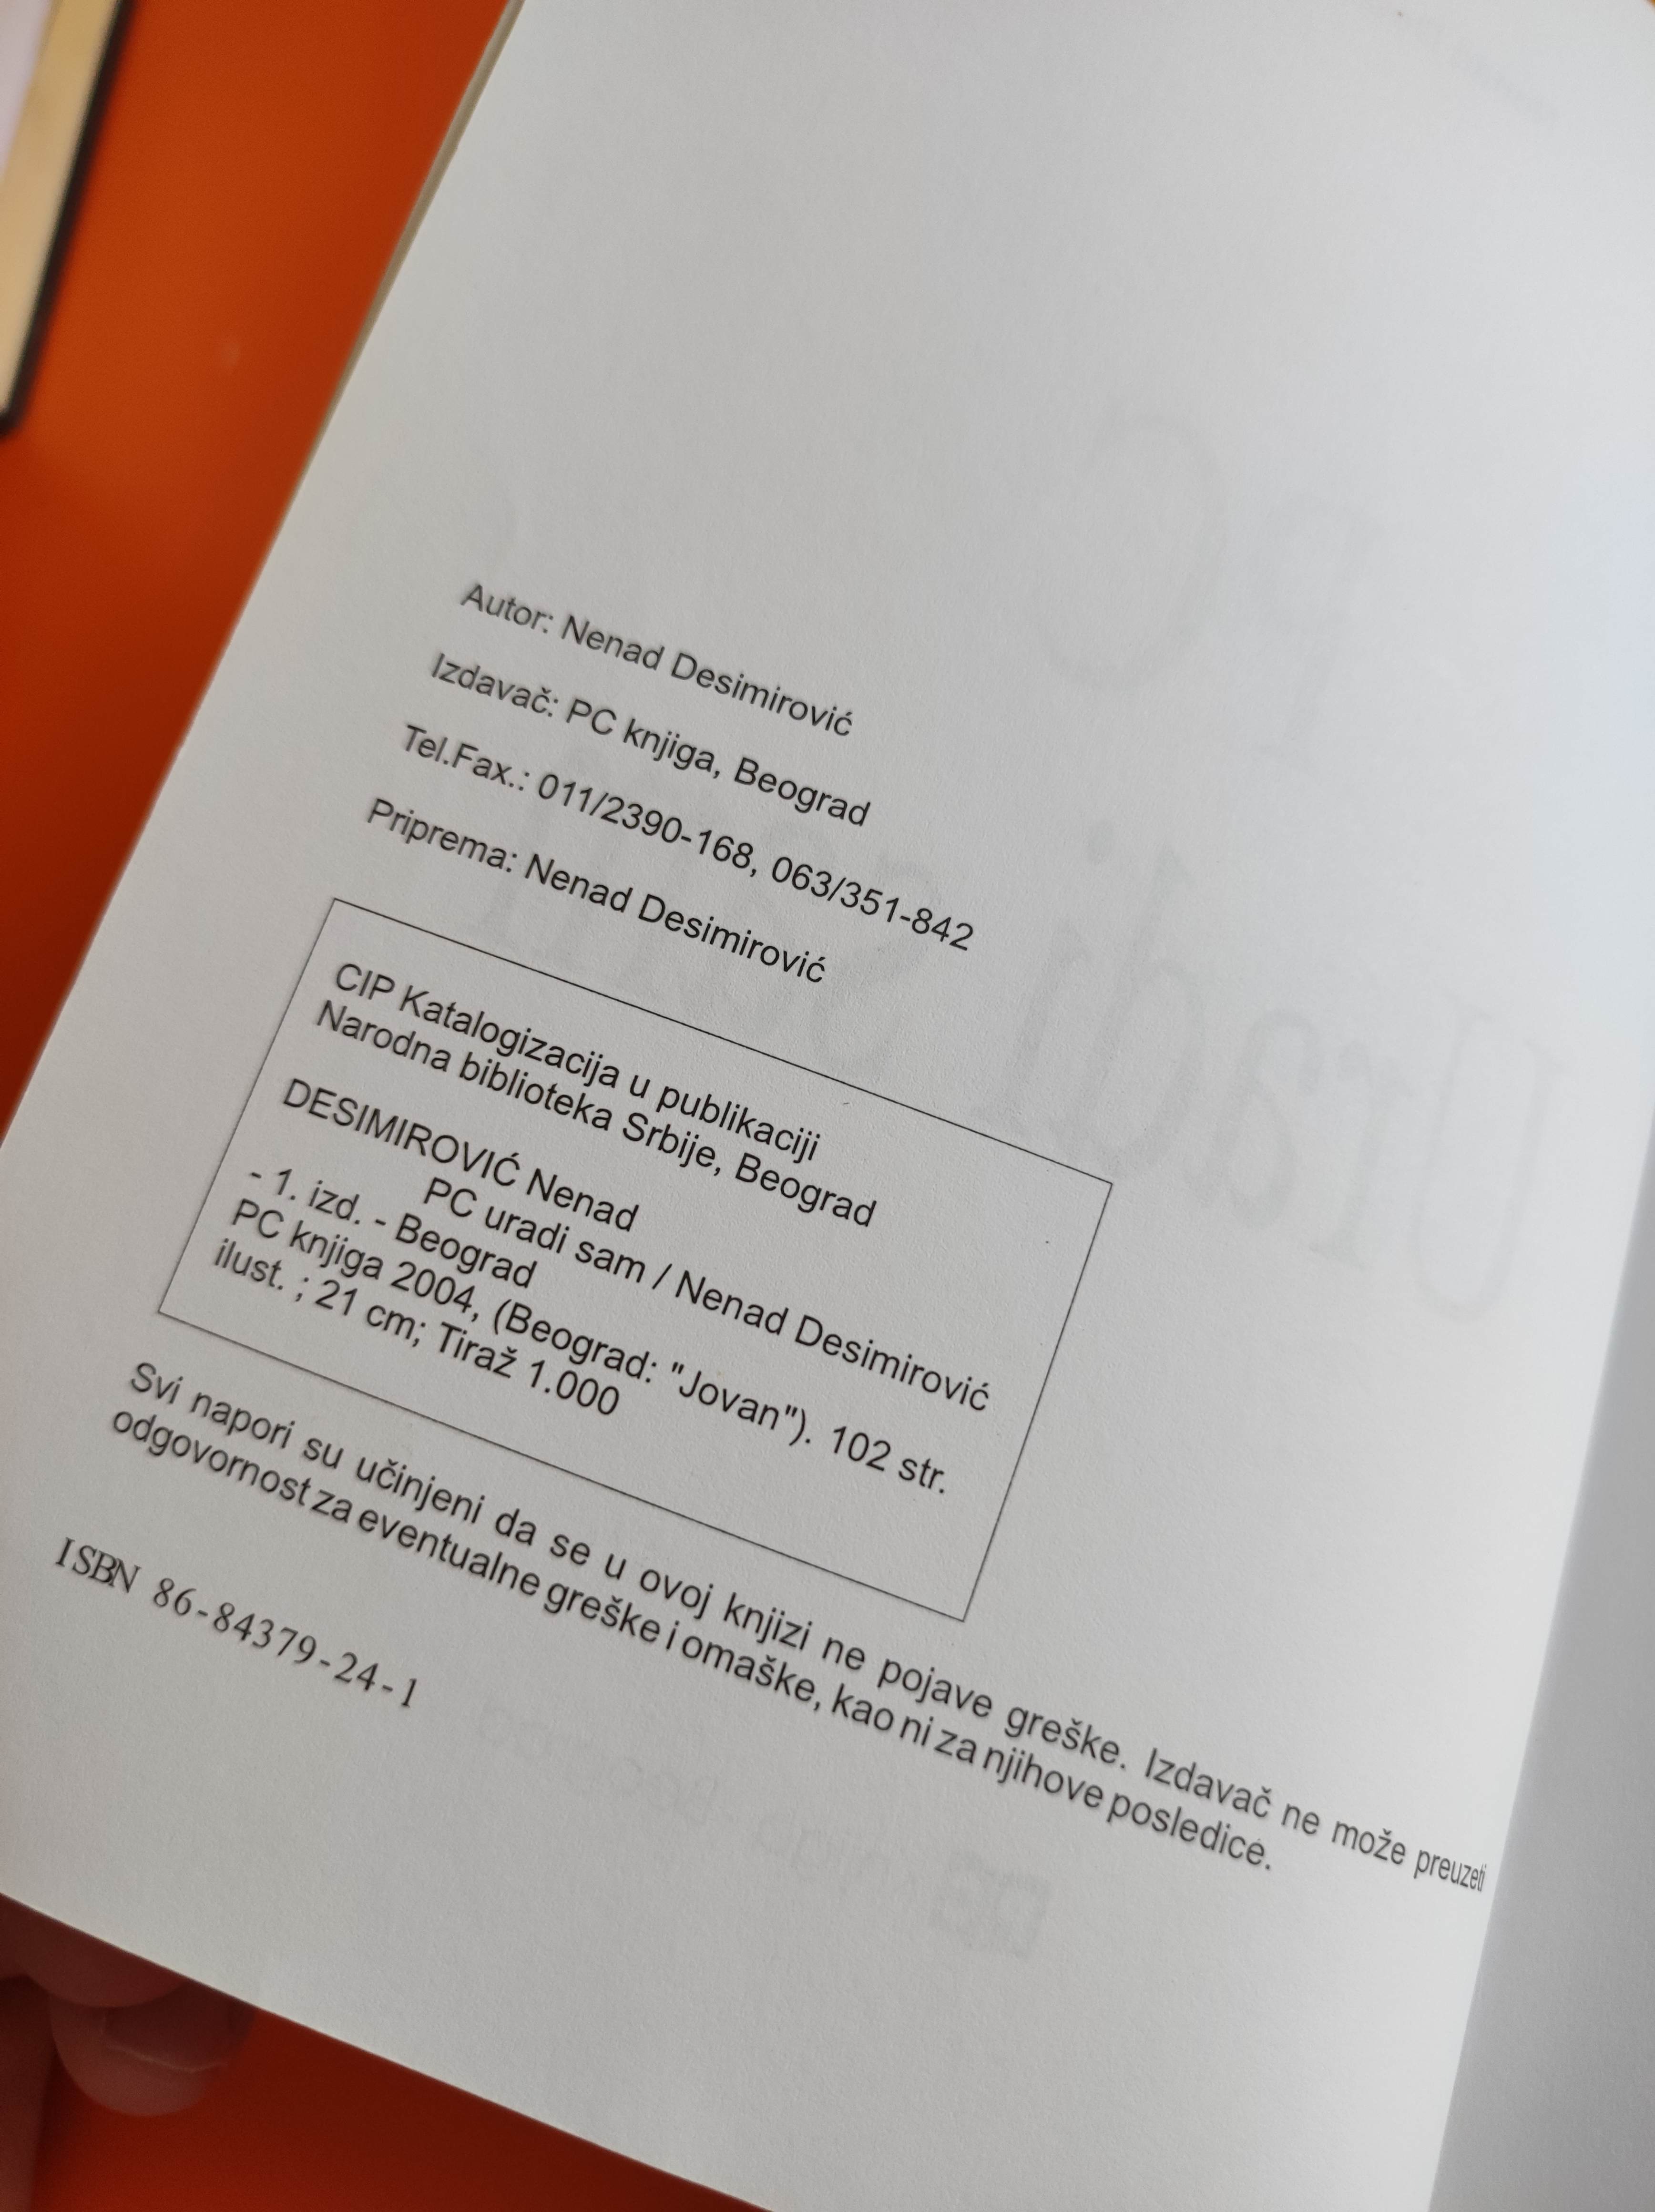 Autor: Nenad Desimirović
Izdavač: PC knjiga, Beograd
Tel.Fax.: 011/2390-168, 063/351-842
Priprema: Nenad Desimirović
CIP Katalogizacija u publikaciji
Narodna biblioteka Srbije, Beograd
DESIMIROVIĆ Nenad
PC uradi sam / Nenad Desimirović
- 1. izd. - Beograd
PC knjiga 2004, (Beograd: "Jovan"). 102 str.
ilust. ; 21 cm; Tiraž 1.000
Svi napori su učinjeni da se u ovoj knjizi ne pojave greške. Izdavač ne može preuzeti
odgovornost za eventualne greške i omaške, kao ni za njihove posledice.
ISBN 86-84379-24-1